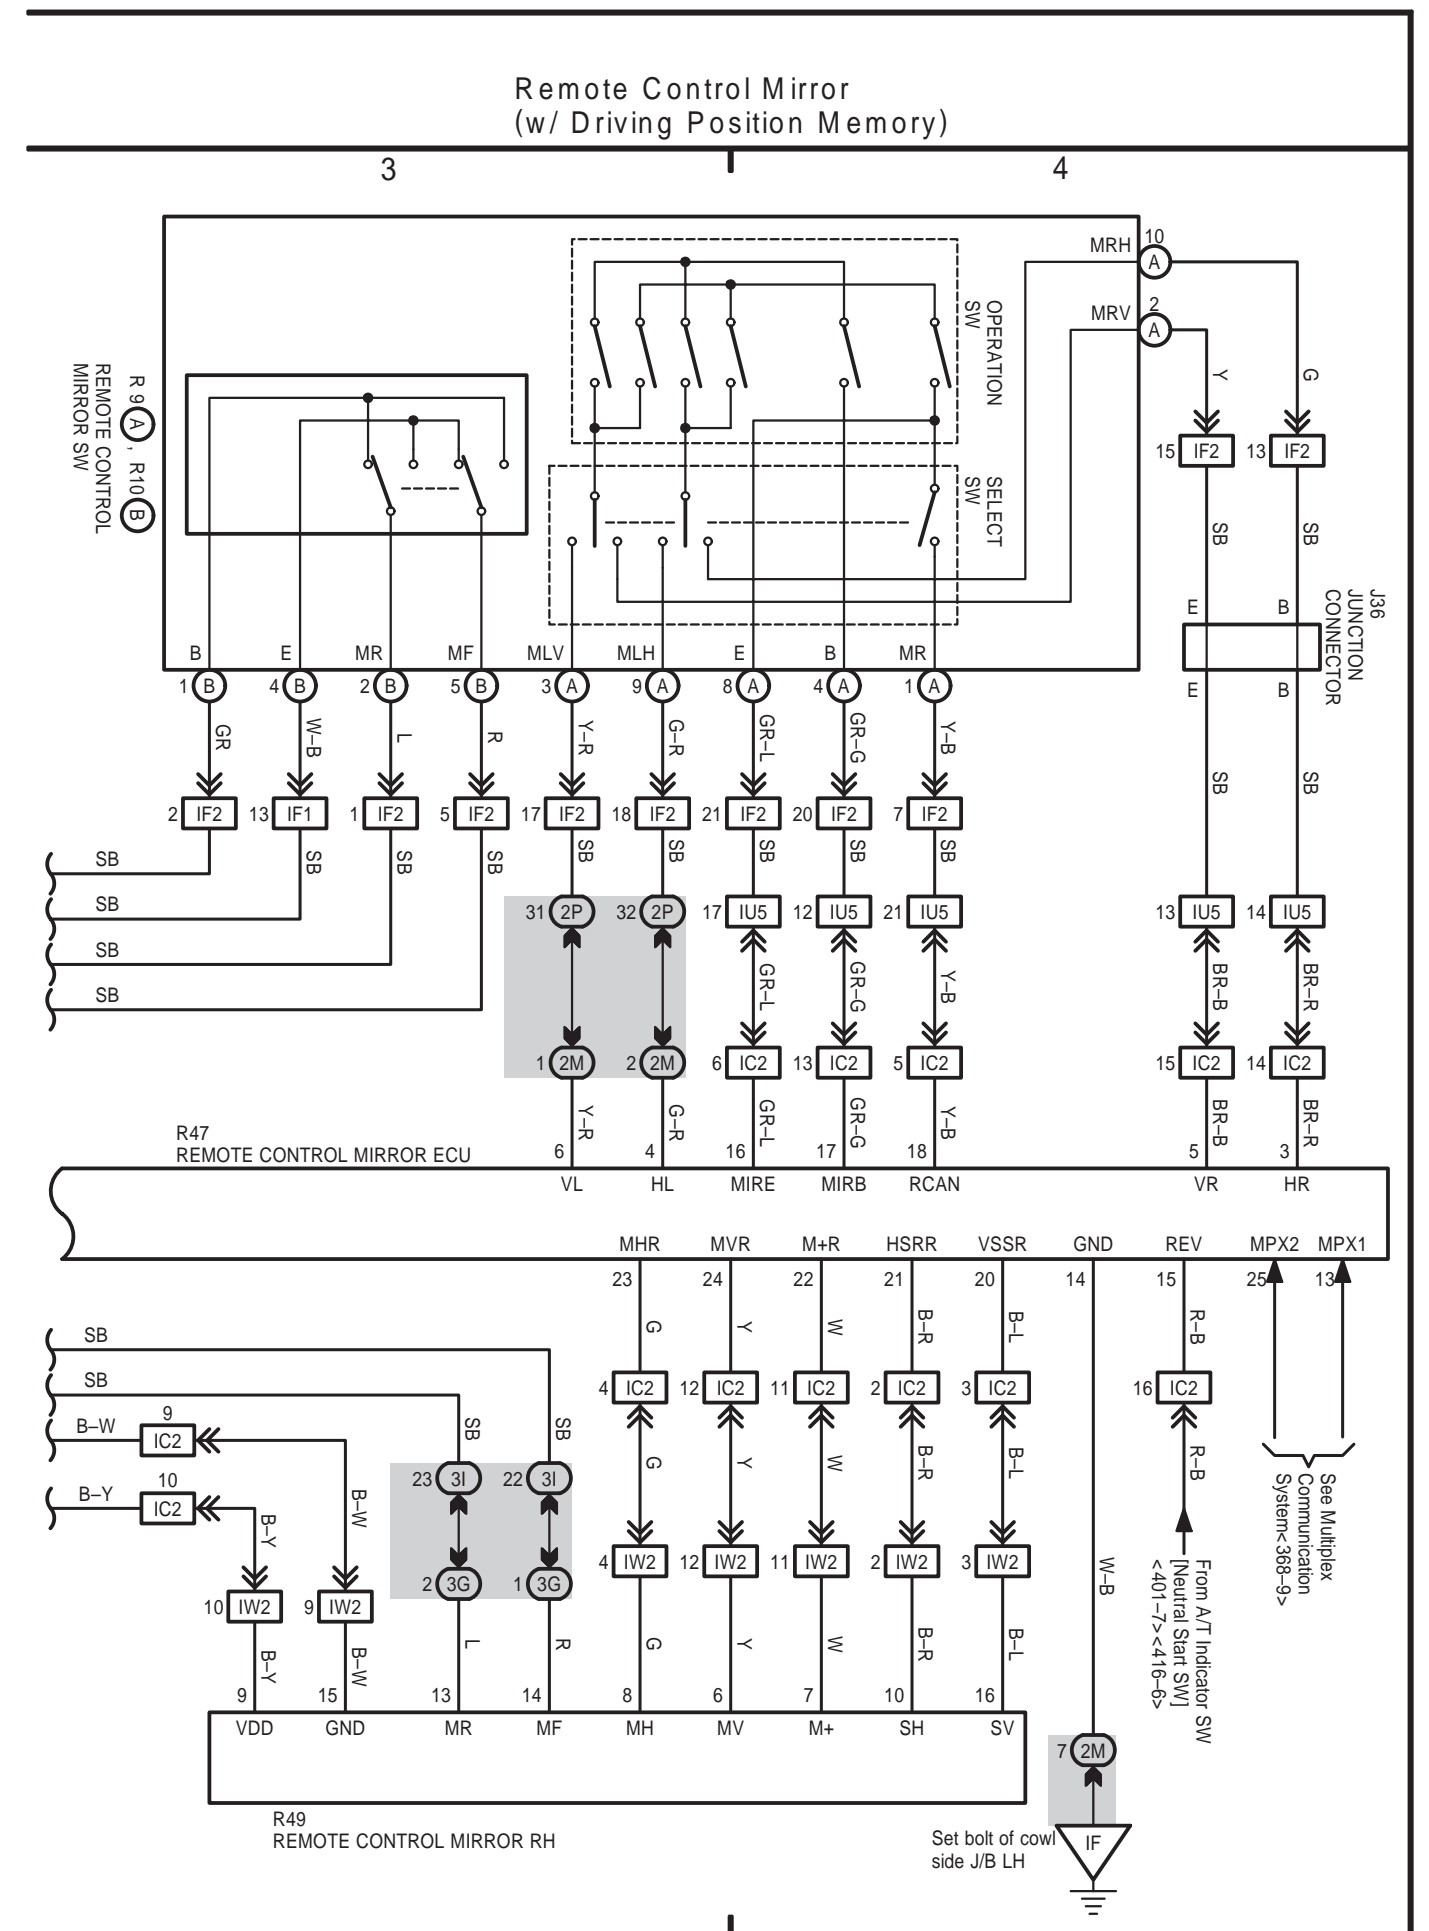 Remote Control Mirror
(w/ Driving Position Memory)
3
4
OPERATION
SW
SELECT
SW
MRH
10
A
MRV
2
A
R 9 A , R10 B
REMOTE CONTROL
MIRROR SW
Y
G
15 IF2
13 IF2
SB
SB
J36
JUNCTION
CONNECTOR
E
B
E
B
B
E
MR
MF
MLV
MLH
E
B
MR
1 B
4 B
2 B
5 B
3 A
9 A
8 A
4 A
1 A
GR
W–B
L
R
Y–R
G–R
GR–L
GR–G
Y–B
SB
SB
2 IF2
13 IF1
1 IF2
5 IF2
17 IF2
18 IF2
21 IF2
20 IF2
7 IF2
SB
SB
SB
SB
SB
SB
SB
SB
SB
SB
SB
SB
31 2P
32 2P
17 IU5
12 IU5
21 IU5
13 IU5
14 IU5
GR–L
GR–G
Y–B
BR–B
BR–R
1 2M
2 2M
6 IC2
13 IC2
5 IC2
15 IC2
14 IC2
Y–R
G–R
GR–L
GR–G
Y–B
BR–B
BR–R
R47
REMOTE CONTROL MIRROR ECU
6
4
16
17
18
5
3
VL
HL
MIRE
MIRB
RCAN
VR
HR
MHR
MVR
M+R
HSRR
VSSR
GND
REV
MPX2
MPX1
23
24
22
21
20
14
15
25
13
SB
SB
G
Y
W
B–R
B–L
R–B
4 IC2
12 IC2
11 IC2
2 IC2
3 IC2
16 IC2
B–W
9
IC2
B–Y
10
IC2
SB
SB
G
Y
W
B–R
B–L
R–B
23 3I
22 3I
B–Y
B–W
See Multiplex
Communication
System<368–9>
4 IW2
12 IW2
11 IW2
2 IW2
3 IW2
W–B
From A/T Indicator SW
[Neutral Start SW]
<401–7><416–6>
2 3G
1 3G
10 IW2
9 IW2
B–Y
B–W
L
R
G
Y
W
B–R
B–L
9
15
13
14
8
6
7
10
16
VDD
GND
MR
MF
MH
MV
M+
SH
SV
7 2M
R49
REMOTE CONTROL MIRROR RH
Set bolt of cowl
side J/B LH
IF